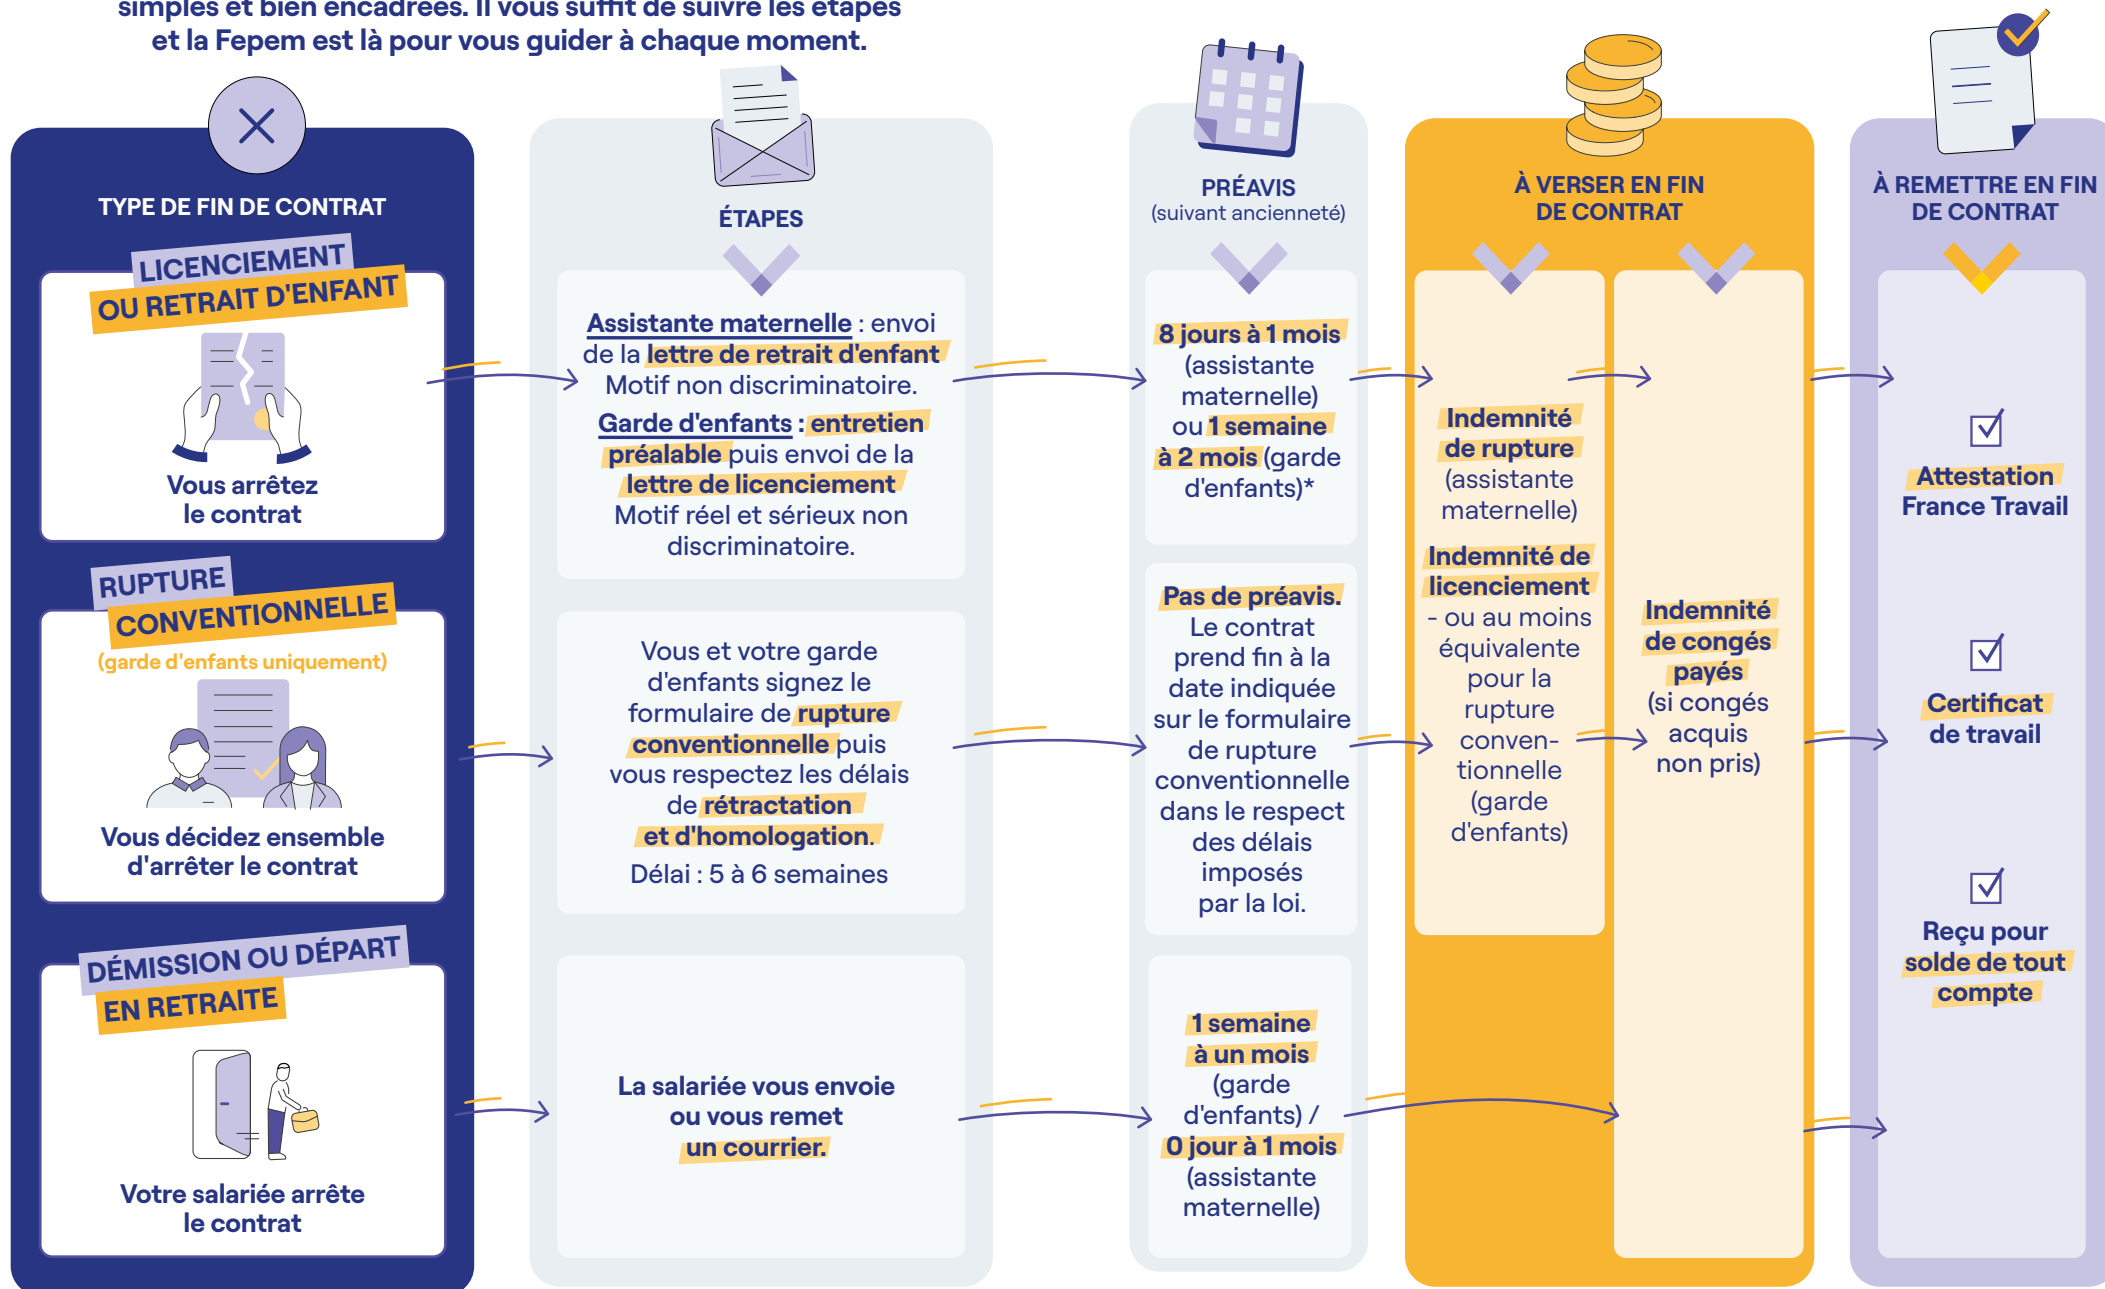 simples et bien encadrées. Il vous suffit de suivre les étapes
et la Fepem est là pour vous guider à chaque moment.
TYPE DE FIN DE CONTRAT
LICENCIEMENT
OU RETRAIT D'ENFANT
Vous arrêtez
le contrat
RUPTURE
CONVENTIONNELLE
(garde d'enfants uniquement)
Vous décidez ensemble
d'arrêter le contrat
DÉMISSION OU DÉPART
EN RETRAITE
Votre salariée arrête
le contrat
ÉTAPES
Assistante maternelle : envoi
de la lettre de retrait d'enfant
Motif non discriminatoire.
Garde d'enfants : entretien
préalable puis envoi de la
lettre de licenciement
Motif réel et sérieux non
discriminatoire.
Vous et votre garde
d'enfants signez le
formulaire de rupture
conventionnelle puis
vous respectez les délais
de rétractation
et d'homologation.
Délai : 5 à 6 semaines
La salariée vous envoie
ou vous remet
un courrier.
PRÉAVIS
(suivant ancienneté)
8 jours à 1 mois
(assistante
maternelle)
ou 1 semaine
à 2 mois (garde
d'enfants)*
Pas de préavis.
Le contrat
prend fin à la
date indiquée
sur le formulaire
de rupture
conventionnelle
dans le respect
des délais
imposés
par la loi.
1 semaine
à un mois
(garde
d'enfants) /
0 jour à 1 mois
(assistante
maternelle)
À VERSER EN FIN
DE CONTRAT
Indemnité
de rupture
(assistante
maternelle)
Indemnité de
licenciement
- ou au moins
équivalente
pour la
rupture
conven-
tionnelle
(garde
d'enfants)
Indemnité
de congés
payés
(si congés
acquis
non pris)
À REMETTRE EN FIN
DE CONTRAT
Attestation
France Travail
Certificat
de travail
Reçu pour
solde de tout
compte